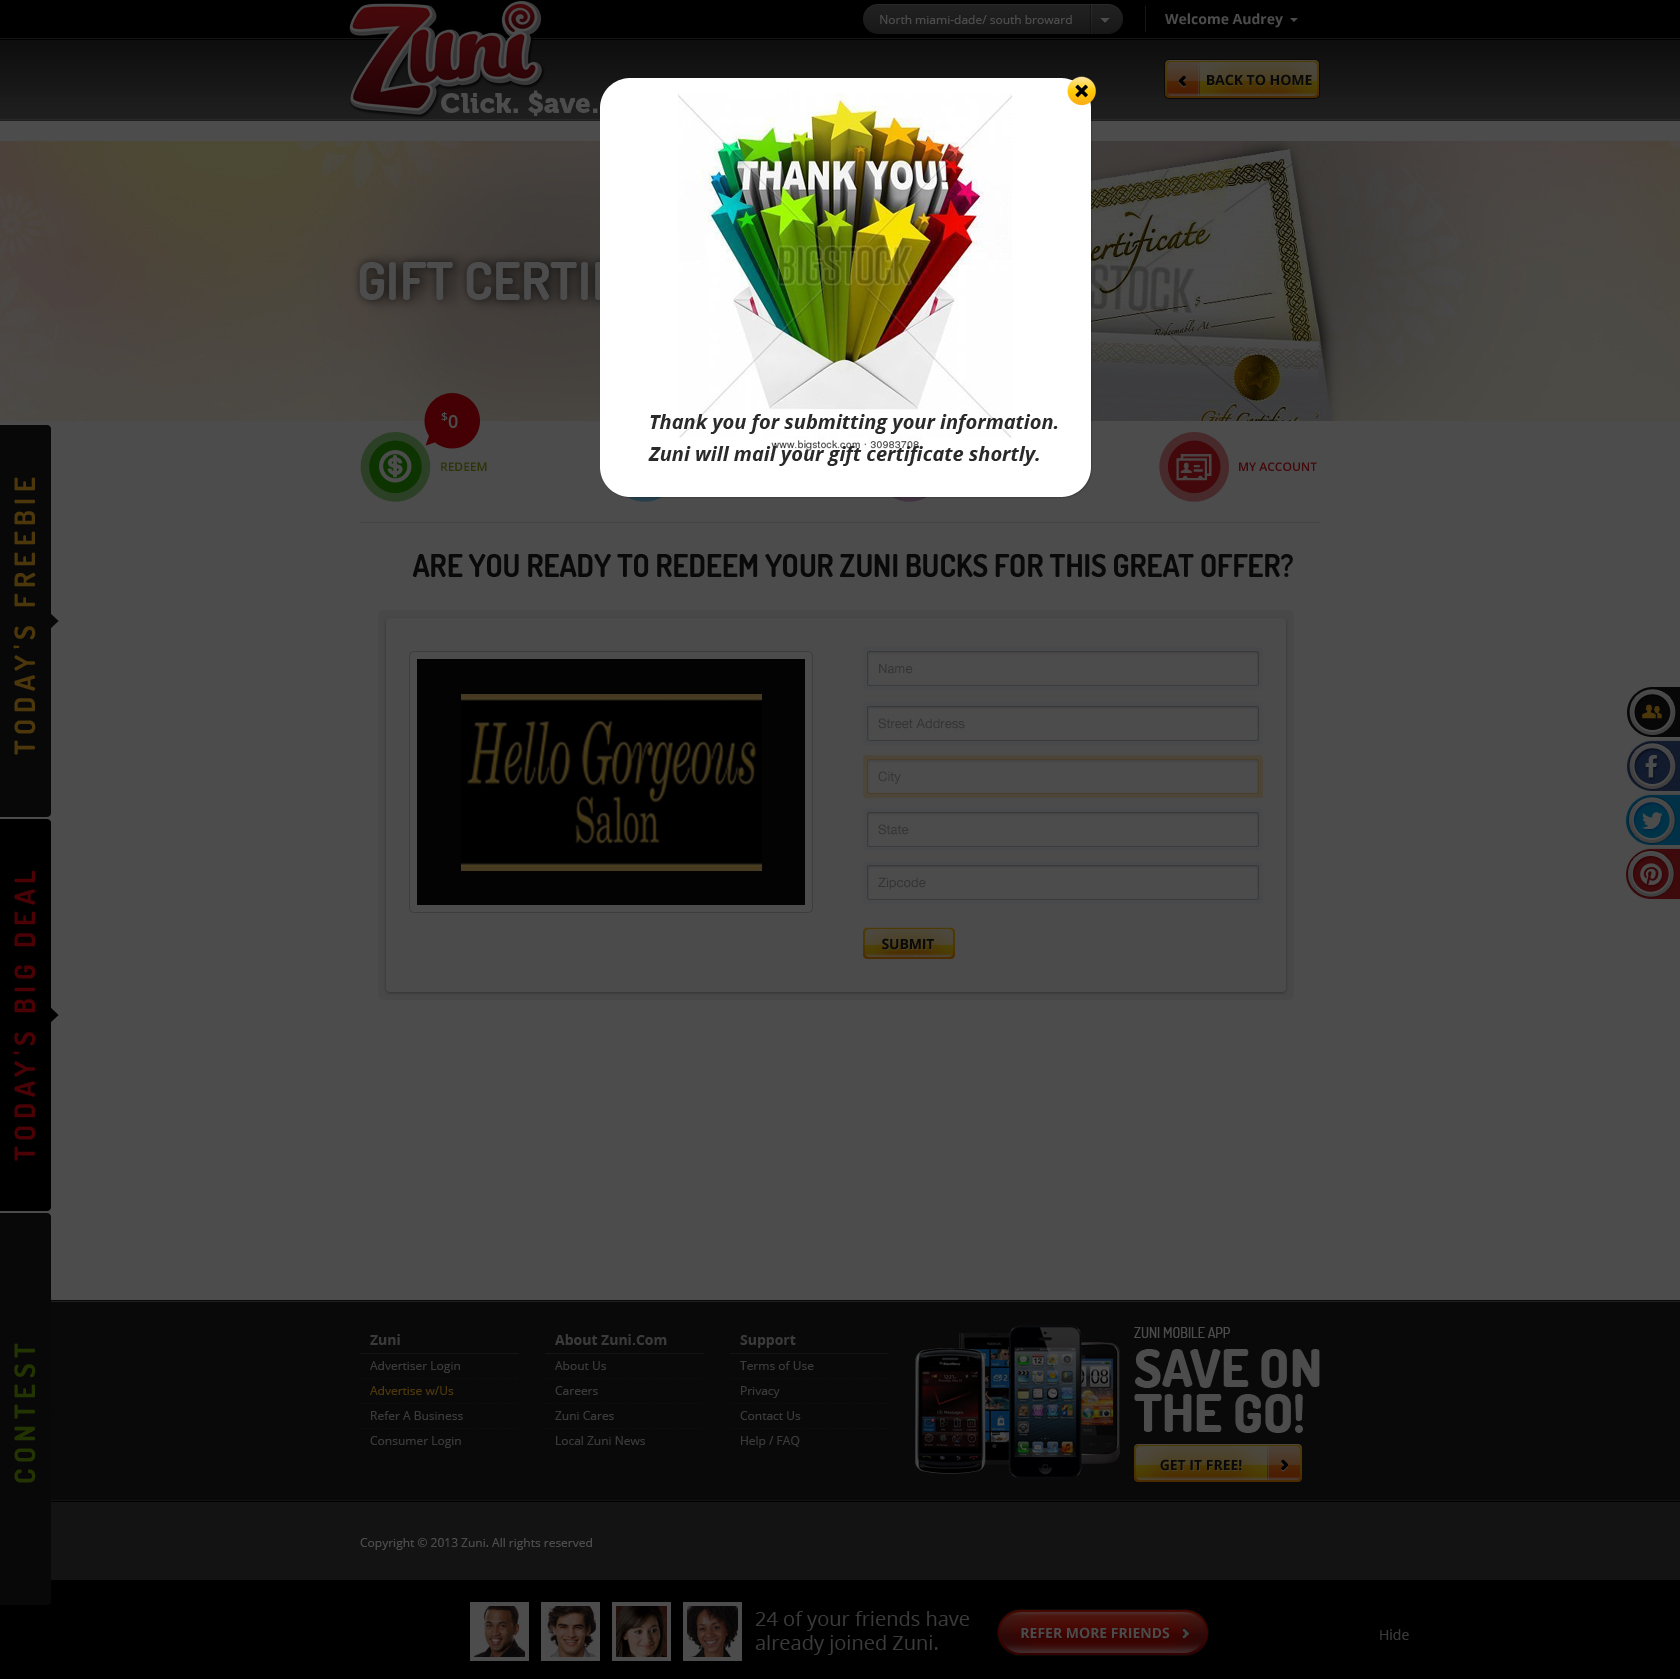 Zuni
Click. $ave.
North miami-dade/ south broward
Welcome Audrey
BACK TO HOME
THANK YOU!
BIGSTOCK
Thank you for submitting your information.
www.bigstock.com · 30983708
Zuni will mail your gift certificate shortly.
GIFT CERTI
ertificate
STOCK
$
Redeemable At
Gift Certificate
$0
REDEEM
MY ACCOUNT
TODAY'S FREEBIE
TODAY'S BIG DEAL
CONTEST
ARE YOU READY TO REDEEM YOUR ZUNI BUCKS FOR THIS GREAT OFFER?
Hello Gorgeous
Salon
Name
Street Address
City
State
Zipcode
SUBMIT
Zuni
Advertiser Login
Advertise w/Us
Refer A Business
Consumer Login
About Zuni.Com
About Us
Careers
Zuni Cares
Local Zuni News
Support
Terms of Use
Privacy
Contact Us
Help / FAQ
ZUNI MOBILE APP
SAVE ON
THE GO!
GET IT FREE!
Copyright © 2013 Zuni. All rights reserved
24 of your friends have
already joined Zuni.
REFER MORE FRIENDS
Hide